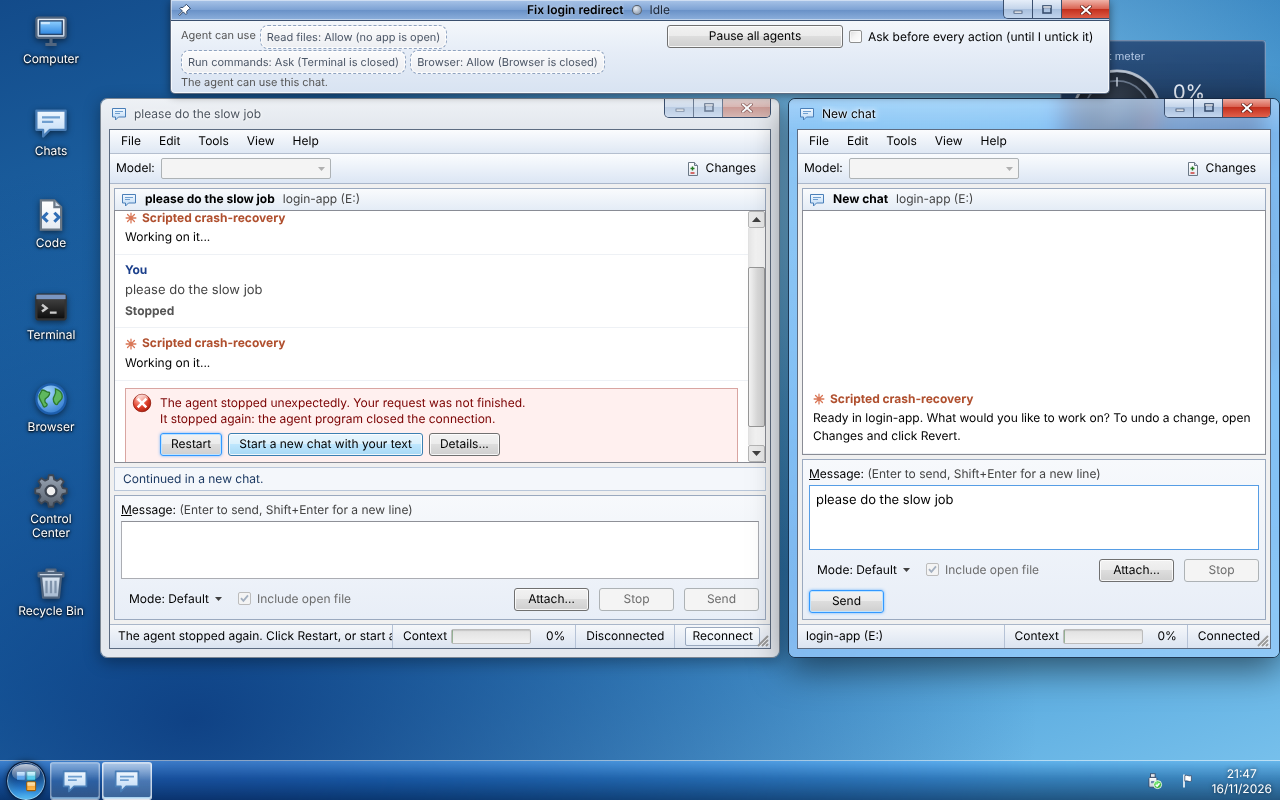 Fix login redirect Idle
Computer
Chats
Code
Terminal
Browser
Control
Center
Recycle Bin
Agent can use Read files: Allow (no app is open)
Pause all agents Ask before every action (until I untick it)
Run commands: Ask (Terminal is closed) Browser: Allow (Browser is closed)
The agent can use this chat.
meter
0%
please do the slow job
File Edit Tools View Help
Model: Changes
please do the slow job login-app (E:)
Scripted crash-recovery
Working on it...
You
please do the slow job
Stopped
Scripted crash-recovery
Working on it...
The agent stopped unexpectedly. Your request was not finished.
It stopped again: the agent program closed the connection.
Restart Start a new chat with your text Details...
Continued in a new chat.
Message: (Enter to send, Shift+Enter for a new line)
Mode: Default Include open file Attach... Stop Send
The agent stopped again. Click Restart, or start a Context 0% Disconnected Reconnect
New chat
File Edit Tools View Help
Model: Changes
New chat login-app (E:)
Scripted crash-recovery
Ready in login-app. What would you like to work on? To undo a change, open
Changes and click Revert.
Message: (Enter to send, Shift+Enter for a new line)
please do the slow job
Mode: Default Include open file Attach... Stop
Send
login-app (E:) Context 0% Connected
21:47
16/11/2026